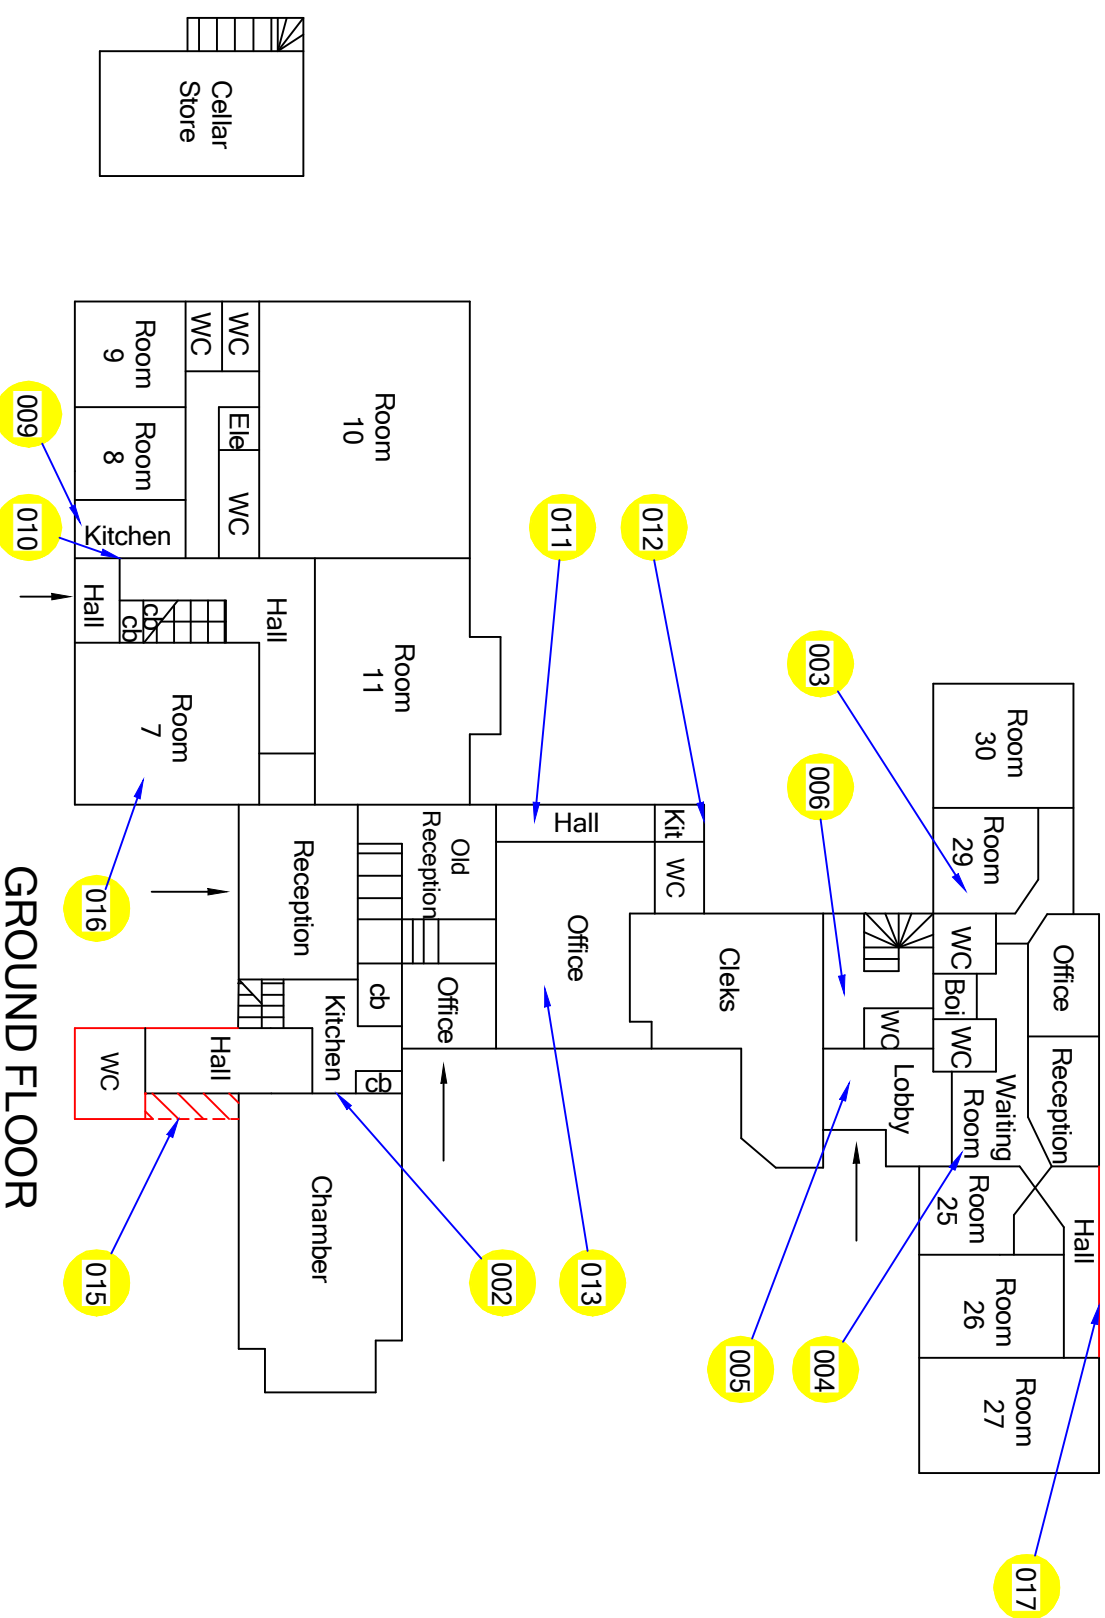 Cellar
Store
Room
9
WC
WC
Room
10
Room
8
Ele
WC
009
010
Kitchen
Hall
cb
cb
Hall
Room
11
Room
7
011
012
003
006
016
Reception
Old
Reception
Hall
Kit
WC
Office
Cleks
Room
30
Room
29
WC
Boi
WC
WC
Office
Reception
Waiting
Room
Lobby
Office
cb
Kitchen
cb
Hall
WC
015
Chamber
002
013
005
004
Room
25
Hall
Room
26
Room
27
017
GROUND FLOOR